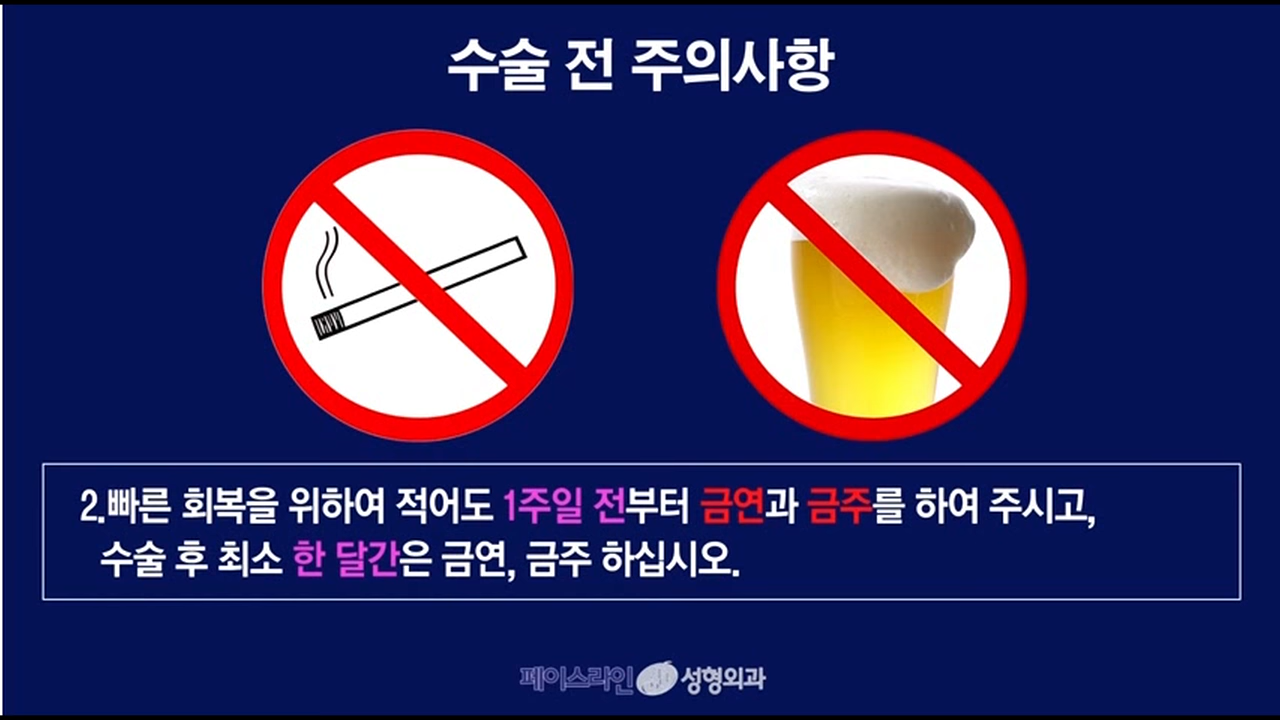 수술 전 주의사항
2.빠른 회복을 위하여 적어도 1주일 전부터 금연과 금주를 하여 주시고,
수술 후 최소 한 달간은 금연, 금주 하십시오.
페이스라인 성형외과